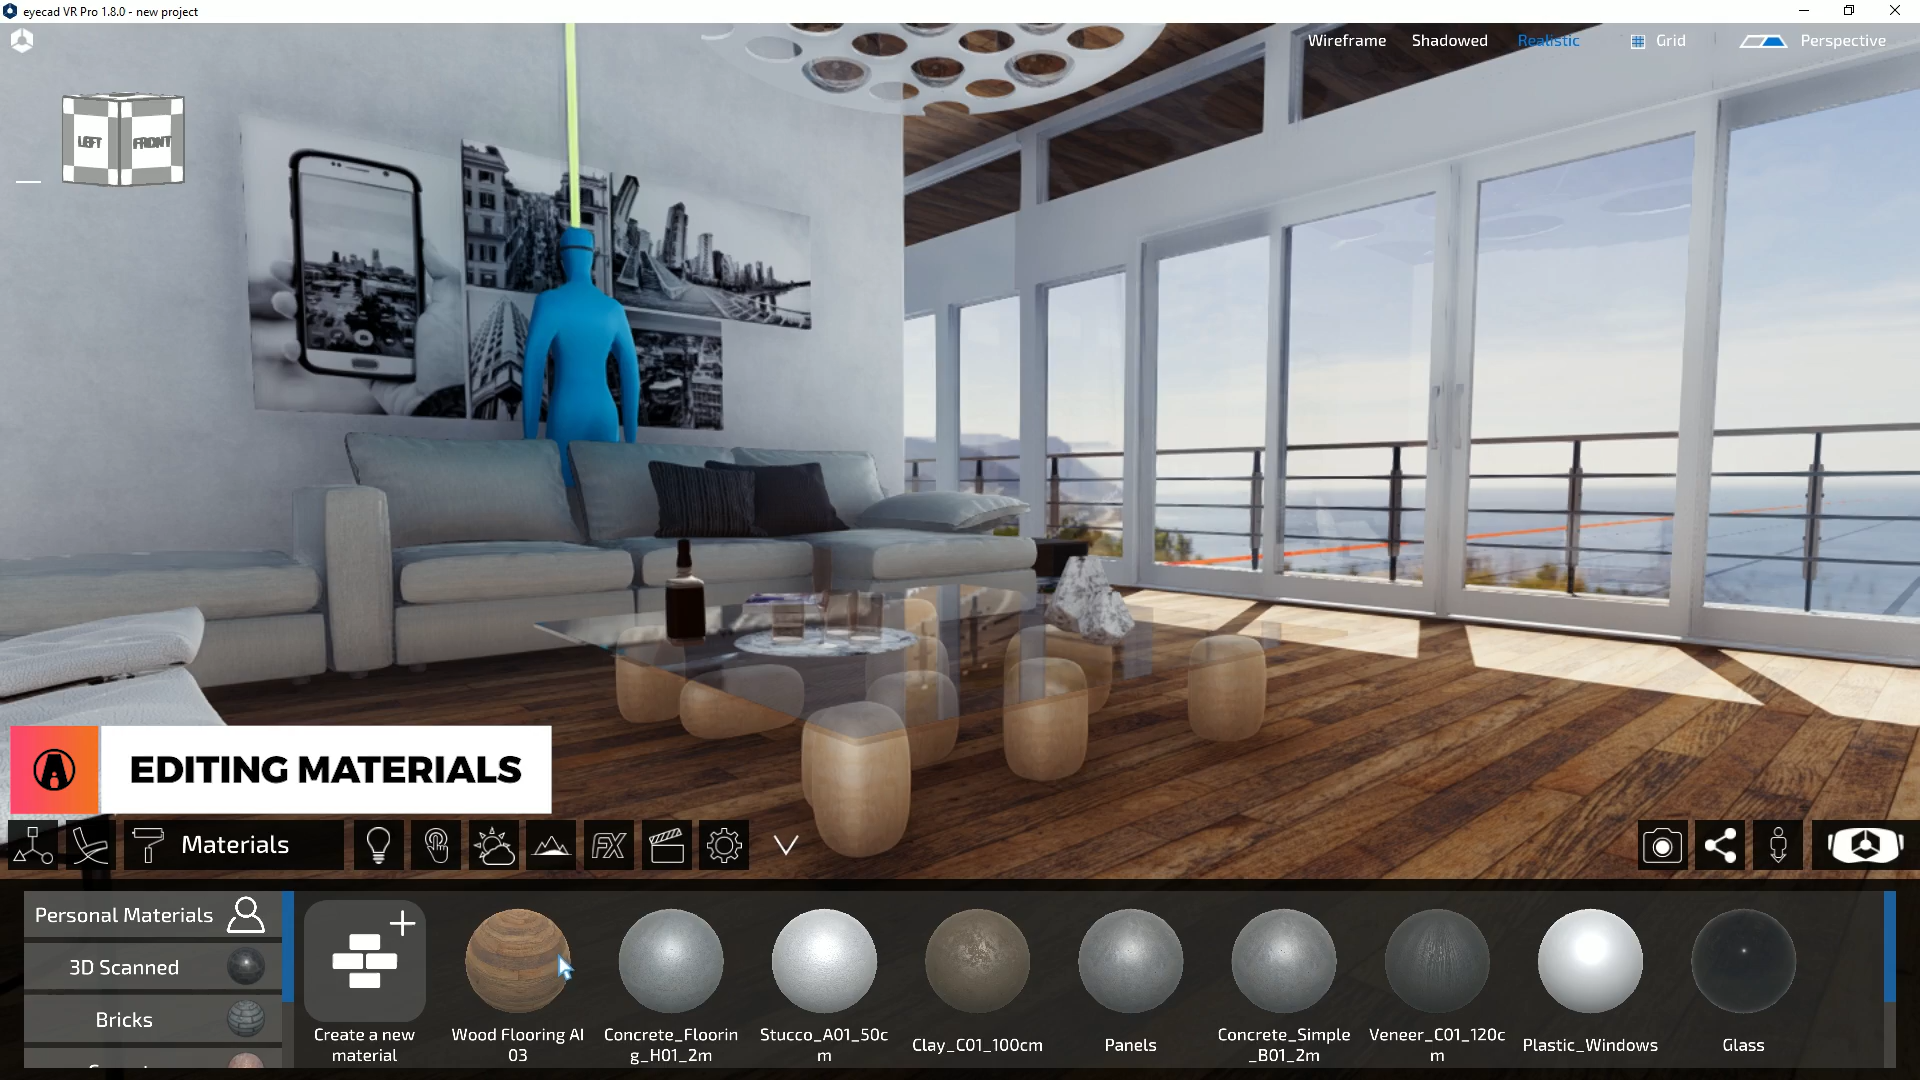 eyecad VR Pro 1.8.0 - new project
Wireframe Shadowed Realistic Grid Perspective
LEFT FRONT
EDITING MATERIALS
Materials FX
Personal Materials
3D Scanned
Bricks
Create a new
material
Wood Flooring AI
03
Concrete_Floorin
g_H01_2m
Stucco_A01_50c
m
Clay_C01_100cm
Panels
Concrete_Simple
_B01_2m
Veneer_C01_120c
m
Plastic_Windows
Glass